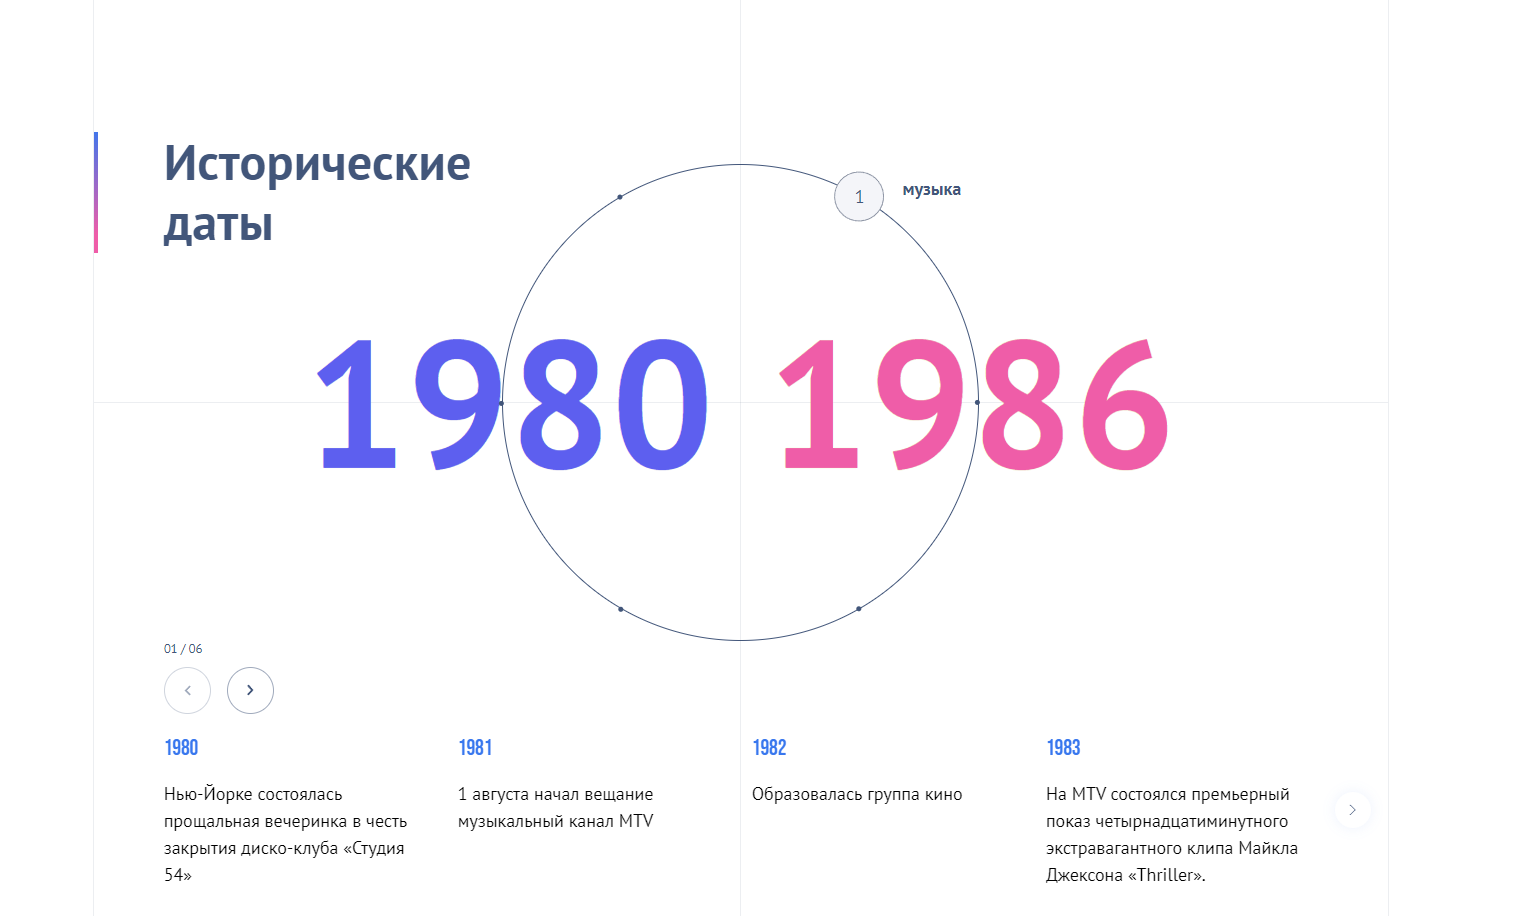 Исторические
даты
1
музыка
1980 1986
01 / 06
1980
Нью-Йорке состоялась
прощальная вечеринка в честь
закрытия диско-клуба «Студия
54»
1981
1 августа начал вещание
музыкальный канал MTV
1982
Образовалась группа кино
1983
На MTV состоялся премьерный
показ четырнадцатиминутного
экстравагантного клипа Майкла
Джексона «Thriller».